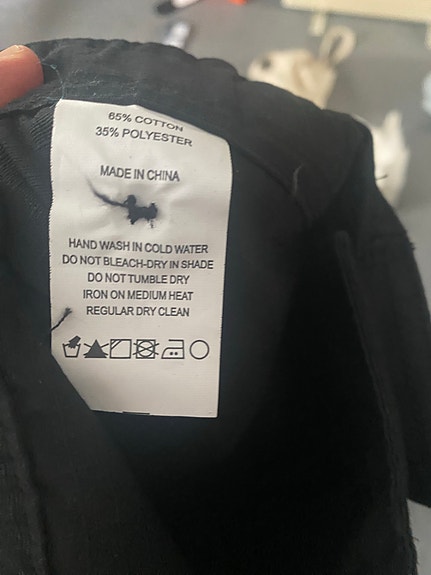 65% COTTON
35% POLYESTER
MADE IN CHINA
HAND WASH IN COLD WATER
DO NOT BLEACH-DRY IN SHADE
DO NOT TUMBLE DRY
IRON ON MEDIUM HEAT
REGULAR DRY CLEAN